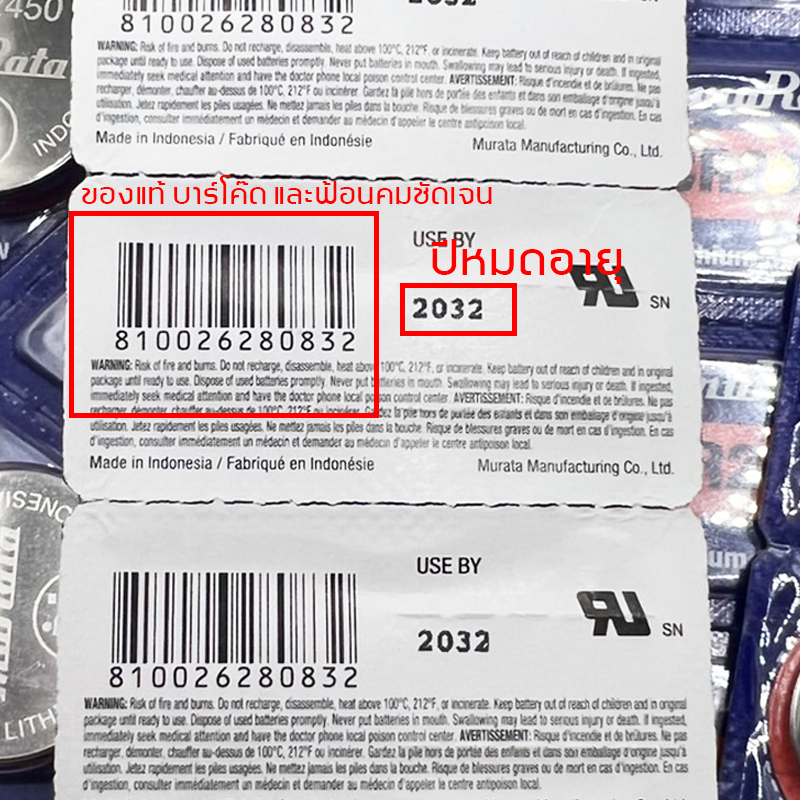 2450
2032
810026280832
WARNING: Risk of fire and burns. Do not recharge, disassemble, heat above 100°C, 212°F, or incinerate. Keep battery out of reach of children and in original
package until ready to use. Dispose of used batteries promptly. Never put batteries in mouth. Swallowing may lead to serious injury or death. If ingested,
immediately seek medical attention and have the doctor phone local poison control center. AVERTISSEMENT: Risque d'incendie et de brûlures. Ne pas
recharger, démonter, chauffer au-dessus de 100°C, 212°F ou incinérer. Gardez la pile hors de portée des enfants et dans son emballage d'origine jusqu'à
utilisation. Jetez rapidement les piles usagées. Ne mettez jamais les piles dans la bouche. Risque de blessures graves ou de mort en cas d'ingestion. En cas
d'ingestion, consulter immédiatement un médecin et demander au médecin d'appeler le centre antipoison local.
Made in Indonesia / Fabriqué en Indonésie
Murata Manufacturing Co., Ltd.
INDO
ของแท้ บาร์โค๊ด และฟ้อนคมชัดเจน
USE BY
ปีหมดอายุ
2032
SN
810026280832
WARNING: Risk of fire and burns. Do not recharge, disassemble, heat above 100°C, 212°F, or incinerate. Keep battery out of reach of children and in original
package until ready to use. Dispose of used batteries promptly. Never put batteries in mouth. Swallowing may lead to serious injury or death. If ingested,
immediately seek medical attention and have the doctor phone local poison control center. AVERTISSEMENT: Risque d'incendie et de brûlures. Ne pas
recharger, démonter, chauffer au-dessus de 100°C, 212°F ou incinérer. Gardez la pile hors de portée des enfants et dans son emballage d'origine jusqu'à
utilisation. Jetez rapidement les piles usagées. Ne mettez jamais les piles dans la bouche. Risque de blessures graves ou de mort en cas d'ingestion. En cas
d'ingestion, consulter immédiatement un médecin et demander au médecin d'appeler le centre antipoison local.
Made in Indonesia / Fabriqué en Indonésie
Murata Manufacturing Co., Ltd.
USE BY
2032
SN
810026280832
WARNING: Risk of fire and burns. Do not recharge, disassemble, heat above 100°C, 212°F, or incinerate. Keep battery out of reach of children and in original
package until ready to use. Dispose of used batteries promptly. Never put batteries in mouth. Swallowing may lead to serious injury or death. If ingested,
immediately seek medical attention and have the doctor phone local poison control center. AVERTISSEMENT: Risque d'incendie et de brûlures. Ne pas
recharger, démonter, chauffer au-dessus de 100°C, 212°F ou incinérer. Gardez la pile hors de portée des enfants et dans son emballage d'origine jusqu'à
utilisation. Jetez rapidement les piles usagées. Ne mettez jamais les piles dans la bouche. Risque de blessures graves ou de mort en cas d'ingestion. En cas
d'ingestion, consulter immédiatement un médecin et demander au médecin d'appeler le centre antipoison local.
LITH